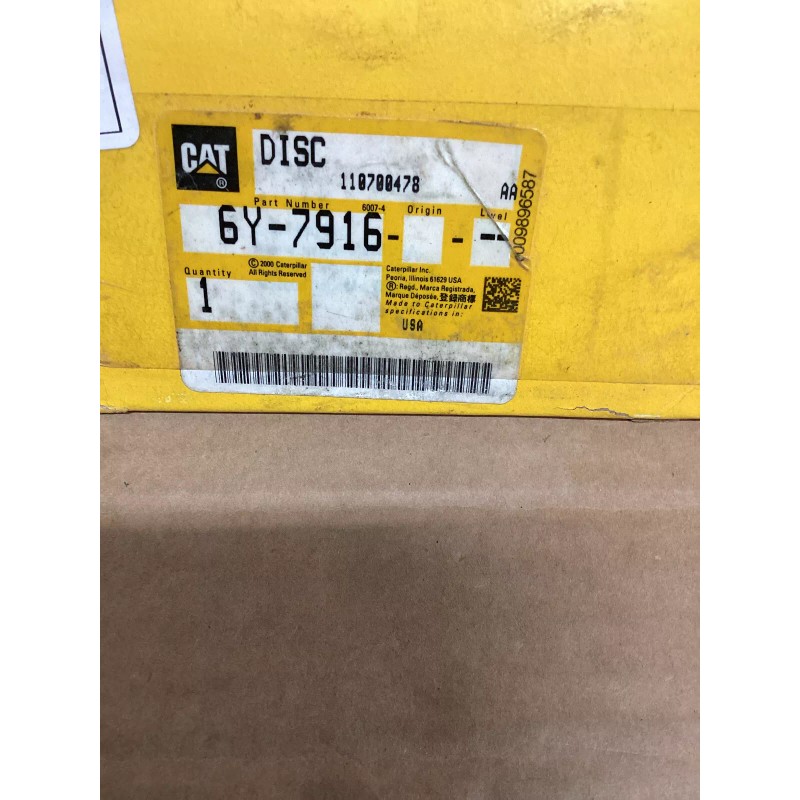 CAT
®
DISC
110700478 AA
Part Number 6007-4 Origin Level
6Y-7916- - --
© 2000 Caterpillar
All Rights Reserved
Quantity
1
Caterpillar Inc.
Peoria, Illinois 61629 USA
®: Regd., Marca Registrada,
Marque Déposée, 登録商標
Made to Caterpillar
specifications in:
USA
009896587